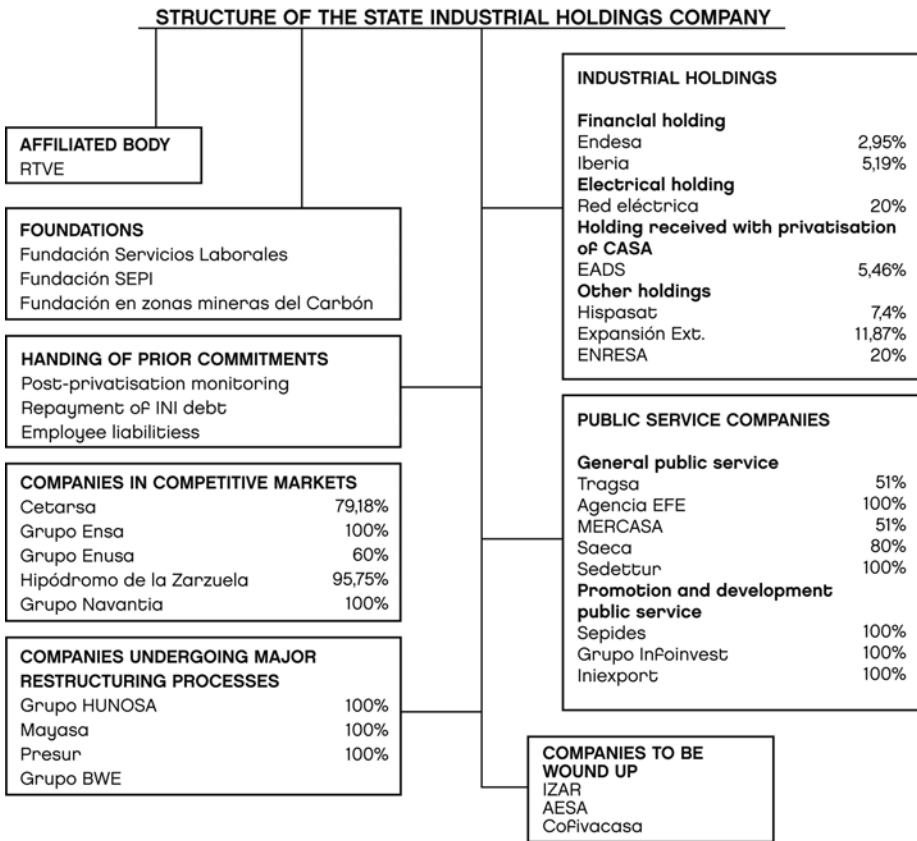 STRUCTURE OF THE STATE INDUSTRIAL HOLDINGS COMPANY
AFFILIATED BODY
RTVE
FOUNDATIONS
Fundación Servicios Laborales
Fundación SEPI
Fundación en zonas mineras del Carbón
HANDING OF PRIOR COMMITMENTS
Post-privatisation monitoring
Repayment of INI debt
Employee liabilitiess
COMPANIES IN COMPETITIVE MARKETS
Cetarsa 79,18%
Grupo Ensa 100%
Grupo Enusa 60%
Hipódromo de la Zarzuela 95,75%
Grupo Navantia 100%
COMPANIES UNDERGOING MAJOR
RESTRUCTURING PROCESSES
Grupo HUNOSA 100%
Mayasa 100%
Presur 100%
Grupo BWE
INDUSTRIAL HOLDINGS
Financial holding
Endesa 2,95%
Iberia 5,19%
Electrical holding
Red eléctrica 20%
Holding received with privatisation
of CASA
EADS 5,46%
Other holdings
Hispasat 7,4%
Expansión Ext. 11,87%
ENRESA 20%
PUBLIC SERVICE COMPANIES
General public service
Tragsa 51%
Agencia EFE 100%
MERCASA 51%
Saeca 80%
Sedettur 100%
Promotion and development
public service
Sepides 100%
Grupo Infoinvest 100%
Iniexport 100%
COMPANIES TO BE
WOUND UP
IZAR
AESA
Cofivacasa